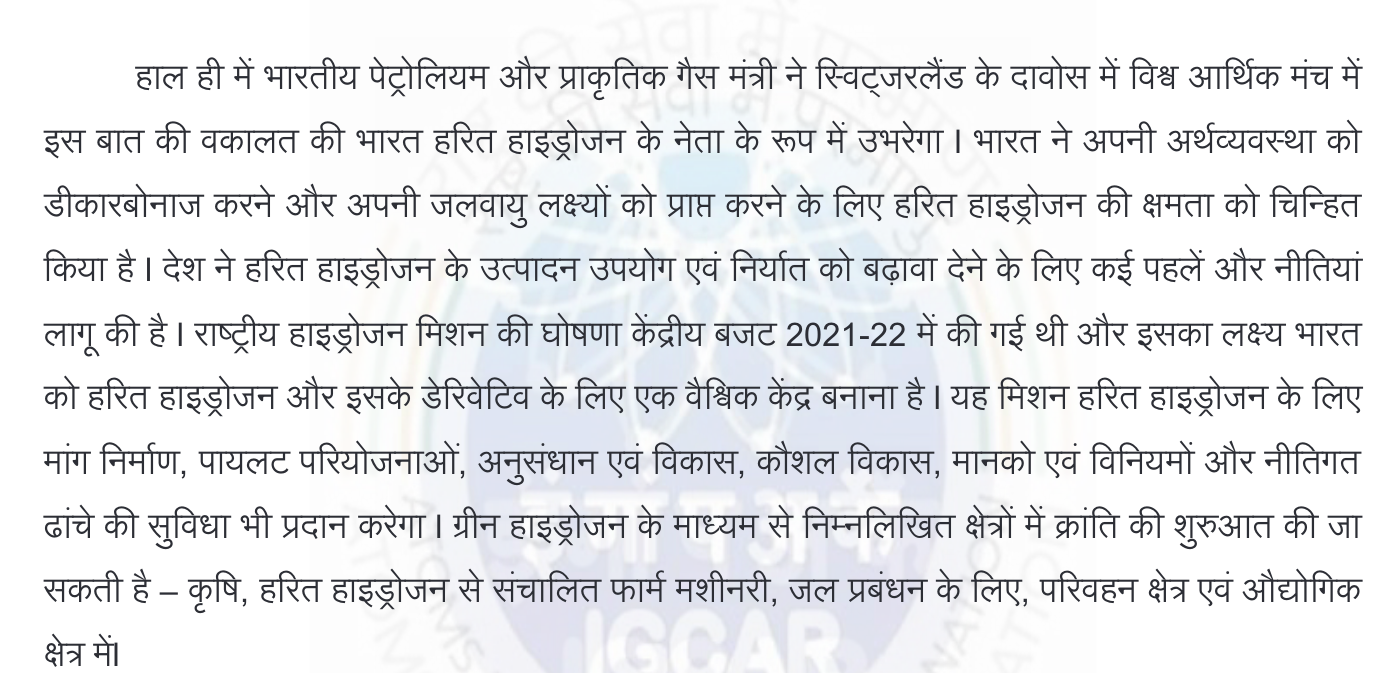 हाल ही में भारतीय पेट्रोलियम और प्राकृतिक गैस मंत्री ने स्विट्जरलैंड के दावोस में विश्व आर्थिक मंच में
इस बात की वकालत की भारत हरित हाइड्रोजन के नेता के रूप में उभरेगा । भारत ने अपनी अर्थव्यवस्था को
डीकारबोनाज करने और अपनी जलवायु लक्ष्यों को प्राप्त करने के लिए हरित हाइड्रोजन की क्षमता को चिन्हित
किया है । देश ने हरित हाइड्रोजन के उत्पादन उपयोग एवं निर्यात को बढ़ावा देने के लिए कई पहलें और नीतियां
लागू की है । राष्ट्रीय हाइड्रोजन मिशन की घोषणा केंद्रीय बजट 2021-22 में की गई थी और इसका लक्ष्य भारत
को हरित हाइड्रोजन और इसके डेरिवेटिव के लिए एक वैश्विक केंद्र बनाना है । यह मिशन हरित हाइड्रोजन के लिए
मांग निर्माण, पायलट परियोजनाओं, अनुसंधान एवं विकास, कौशल विकास, मानको एवं विनियमों और नीतिगत
ढांचे की सुविधा भी प्रदान करेगा । ग्रीन हाइड्रोजन के माध्यम से निम्नलिखित क्षेत्रों में क्रांति की शुरुआत की जा
सकती है – कृषि, हरित हाइड्रोजन से संचालित फार्म मशीनरी, जल प्रबंधन के लिए, परिवहन क्षेत्र एवं औद्योगिक
क्षेत्र में।
IGCAR